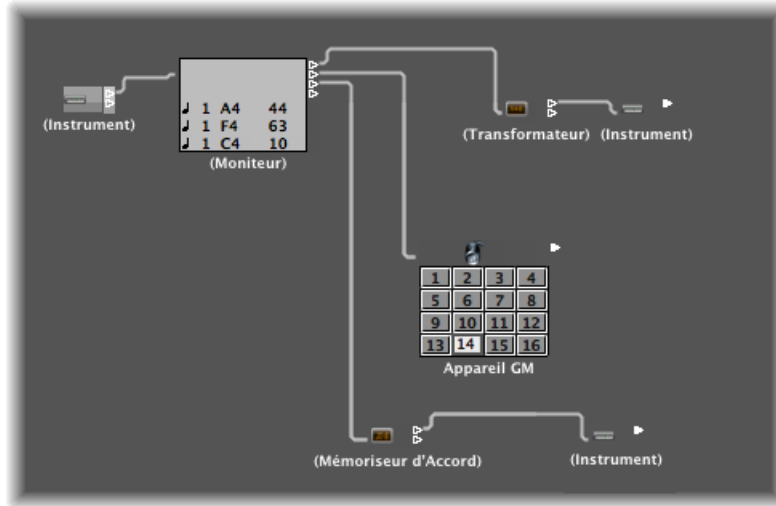 ♩ 1 A4 44
♩ 1 F4 63
♩ 1 C4 10
(Instrument)
(Moniteur)
(Transformateur)
(Instrument)
1 2 3 4
5 6 7 8
9 10 11 12
13 14 15 16
Appareil GM
(Mémoriseur d'Accord)
(Instrument)